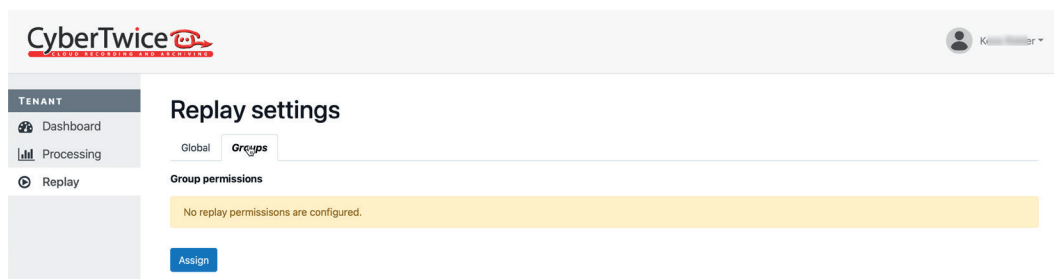 CyberTwice
CLOUD RECORDING AND ARCHIVING
TENANT
Dashboard
Processing
Replay
Replay settings
Global Groups
Group permissions
No replay permissisons are configured.
Assign